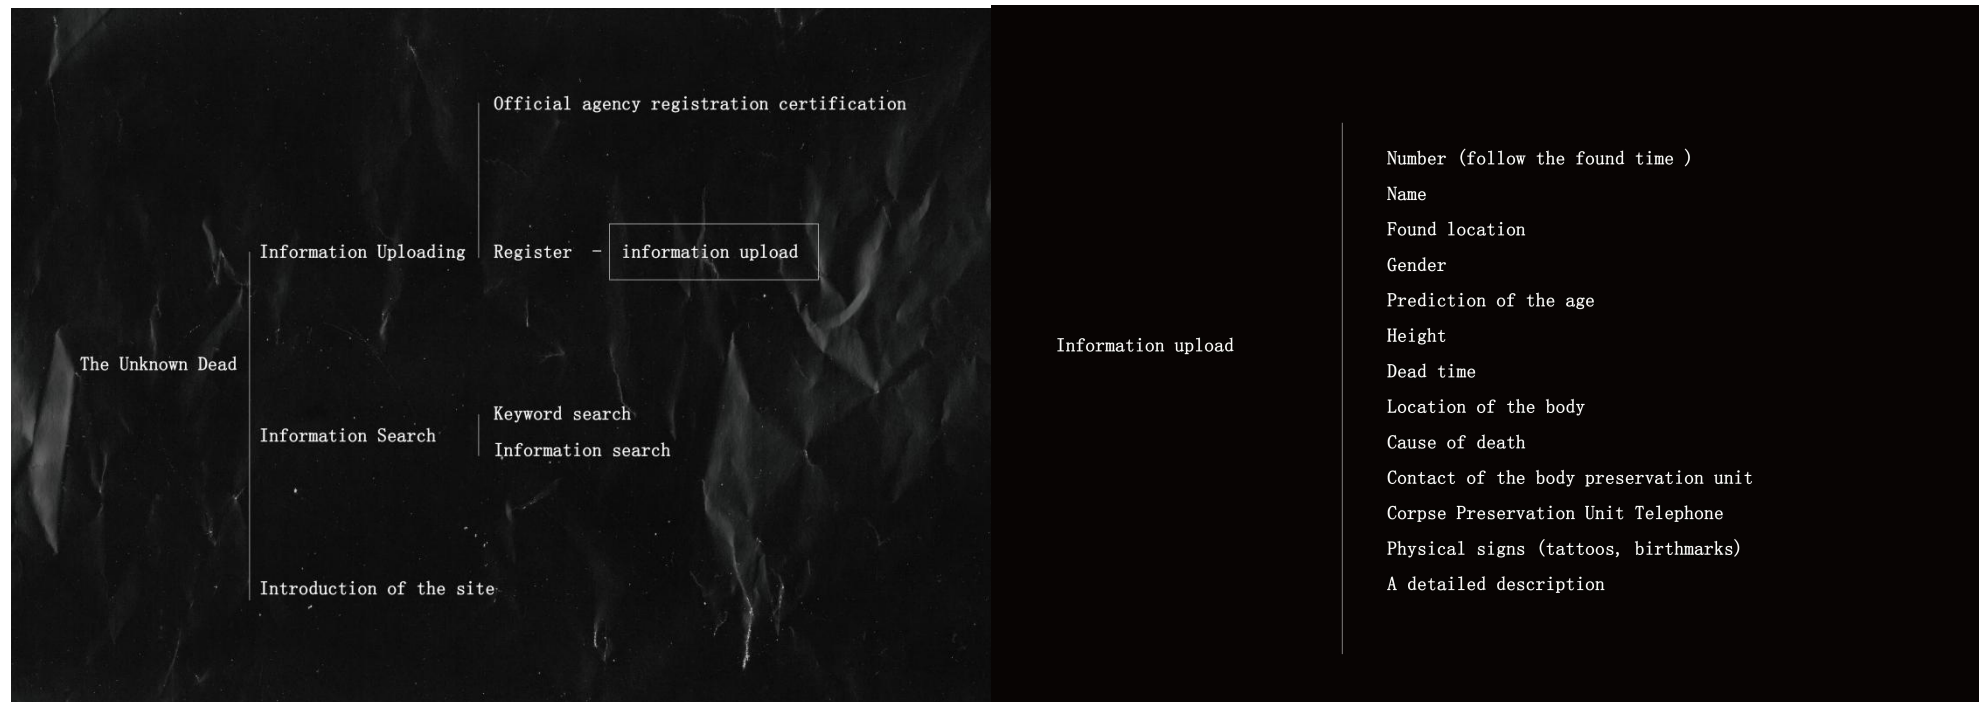 Official agency registration certification
Information Uploading
Register - information upload
The Unknown Dead
Keyword search
Information Search
Information search
Introduction of the site
Information upload
Number (follow the found time )
Name
Found location
Gender
Prediction of the age
Height
Dead time
Location of the body
Cause of death
Contact of the body preservation unit
Corpse Preservation Unit Telephone
Physical signs (tattoos, birthmarks)
A detailed description